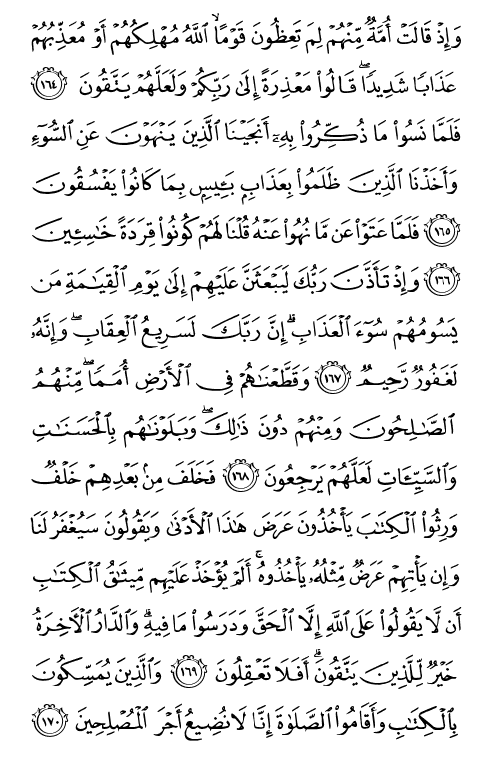 وَإِذۡ قَالَتۡ أُمَّةٞ مِّنۡهُمۡ لِمَ تَعِظُونَ قَوۡمًا ٱللَّهُ مُهۡلِكُهُمۡ أَوۡ مُعَذِّبُهُمۡ
عَذَابٗا شَدِيدٗاۖ قَالُواْ مَعۡذِرَةً إِلَىٰ رَبِّكُمۡ وَلَعَلَّهُمۡ يَتَّقُونَ ١٦٤
فَلَمَّا نَسُواْ مَا ذُكِّرُواْ بِهِۦٓ أَنجَيۡنَا ٱلَّذِينَ يَنۡهَوۡنَ عَنِ ٱلسُّوٓءِ
وَأَخَذۡنَا ٱلَّذِينَ ظَلَمُواْ بِعَذَابِۭ بَـِٔيسِۭ بِمَا كَانُواْ يَفۡسُقُونَ
١٦٥ فَلَمَّا عَتَوۡاْ عَن مَّا نُهُواْ عَنۡهُ قُلۡنَا لَهُمۡ كُونُواْ قِرَدَةً خَٰسِـِٔينَ
١٦٦ وَإِذۡ تَأَذَّنَ رَبُّكَ لَيَبۡعَثَنَّ عَلَيۡهِمۡ إِلَىٰ يَوۡمِ ٱلۡقِيَٰمَةِ مَن
يَسُومُهُمۡ سُوٓءَ ٱلۡعَذَابِۗ إِنَّ رَبَّكَ لَسَرِيعُ ٱلۡعِقَابِ وَإِنَّهُۥ
لَغَفُورٞ رَّحِيمٞ ١٦٧ وَقَطَّعۡنَٰهُمۡ فِي ٱلۡأَرۡضِ أُمَمٗاۖ مِّنۡهُمُ
ٱلصَّٰلِحُونَ وَمِنۡهُمۡ دُونَ ذَٰلِكَۖ وَبَلَوۡنَٰهُم بِٱلۡحَسَنَٰتِ
وَٱلسَّيِّـَٔاتِ لَعَلَّهُمۡ يَرۡجِعُونَ ١٦٨ فَخَلَفَ مِنۢ بَعۡدِهِمۡ خَلۡفٞ
وَرِثُواْ ٱلۡكِتَٰبَ يَأۡخُذُونَ عَرَضَ هَٰذَا ٱلۡأَدۡنَىٰ وَيَقُولُونَ سَيُغۡفَرُ لَنَا
وَإِن يَأۡتِهِمۡ عَرَضٞ مِّثۡلُهُۥ يَأۡخُذُوهُۚ أَلَمۡ يُؤۡخَذۡ عَلَيۡهِم مِّيثَٰقُ ٱلۡكِتَٰبِ
أَن لَّا يَقُولُواْ عَلَى ٱللَّهِ إِلَّا ٱلۡحَقَّ وَدَرَسُواْ مَا فِيهِۗ وَٱلدَّارُ ٱلۡأٓخِرَةُ
خَيۡرٞ لِّلَّذِينَ يَتَّقُونَۚ أَفَلَا تَعۡقِلُونَ ١٦٩ وَٱلَّذِينَ يُمَسِّكُونَ
بِٱلۡكِتَٰبِ وَأَقَامُواْ ٱلصَّلَوٰةَ إِنَّا لَا نُضِيعُ أَجۡرَ ٱلۡمُصۡلِحِينَ ١٧٠